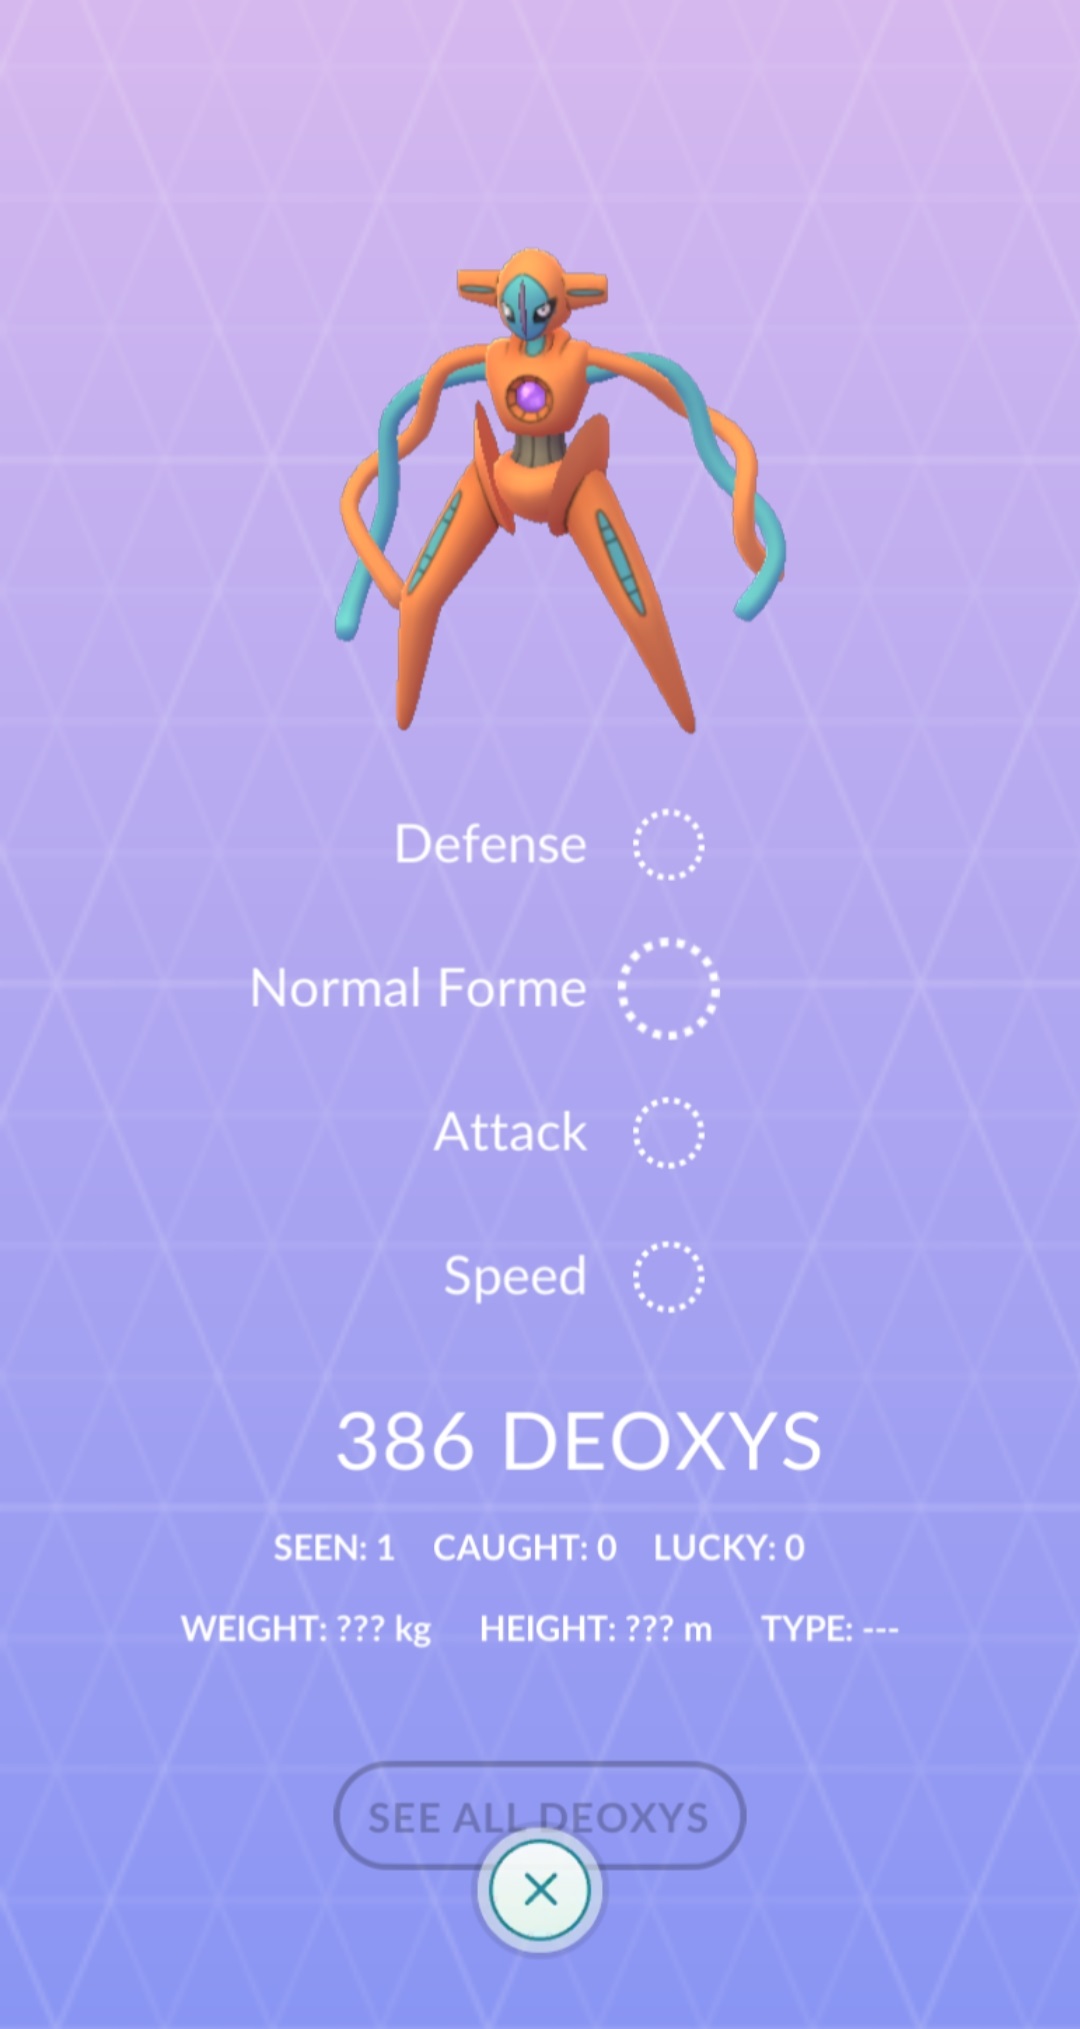 Defense
Normal Forme
Attack
Speed
386 DEOXYS
SEEN: 1 CAUGHT: 0 LUCKY: 0
WEIGHT: ??? kg HEIGHT: ??? m TYPE: ---
SEE ALL DEOXYS